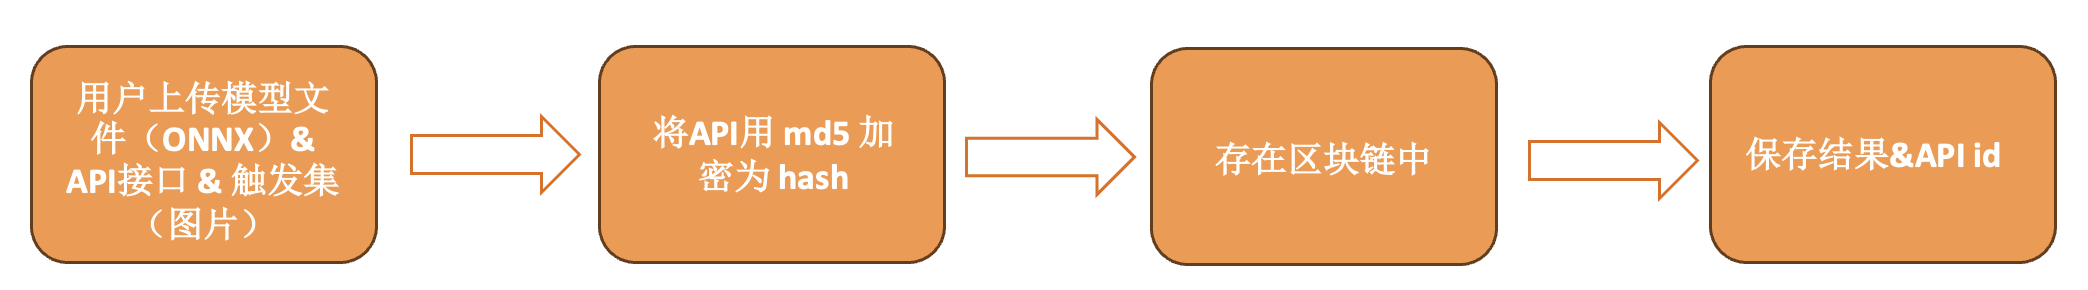 用户上传模型文
件（ONNX）&
API接口 & 触发集
（图片）
将API用 md5 加
密为 hash
存在区块链中
保存结果&API id